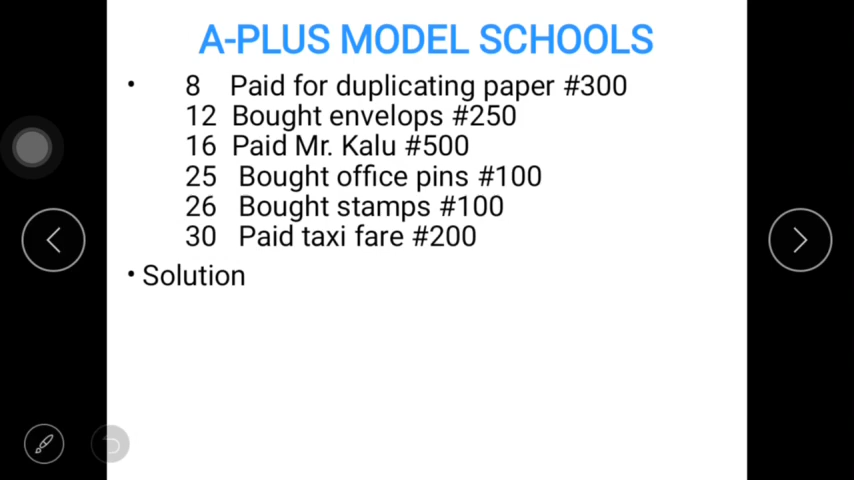 A-PLUS MODEL SCHOOLS
• 8 Paid for duplicating paper #300
12 Bought envelops #250
16 Paid Mr. Kalu #500
25 Bought office pins #100
26 Bought stamps #100
30 Paid taxi fare #200
• Solution